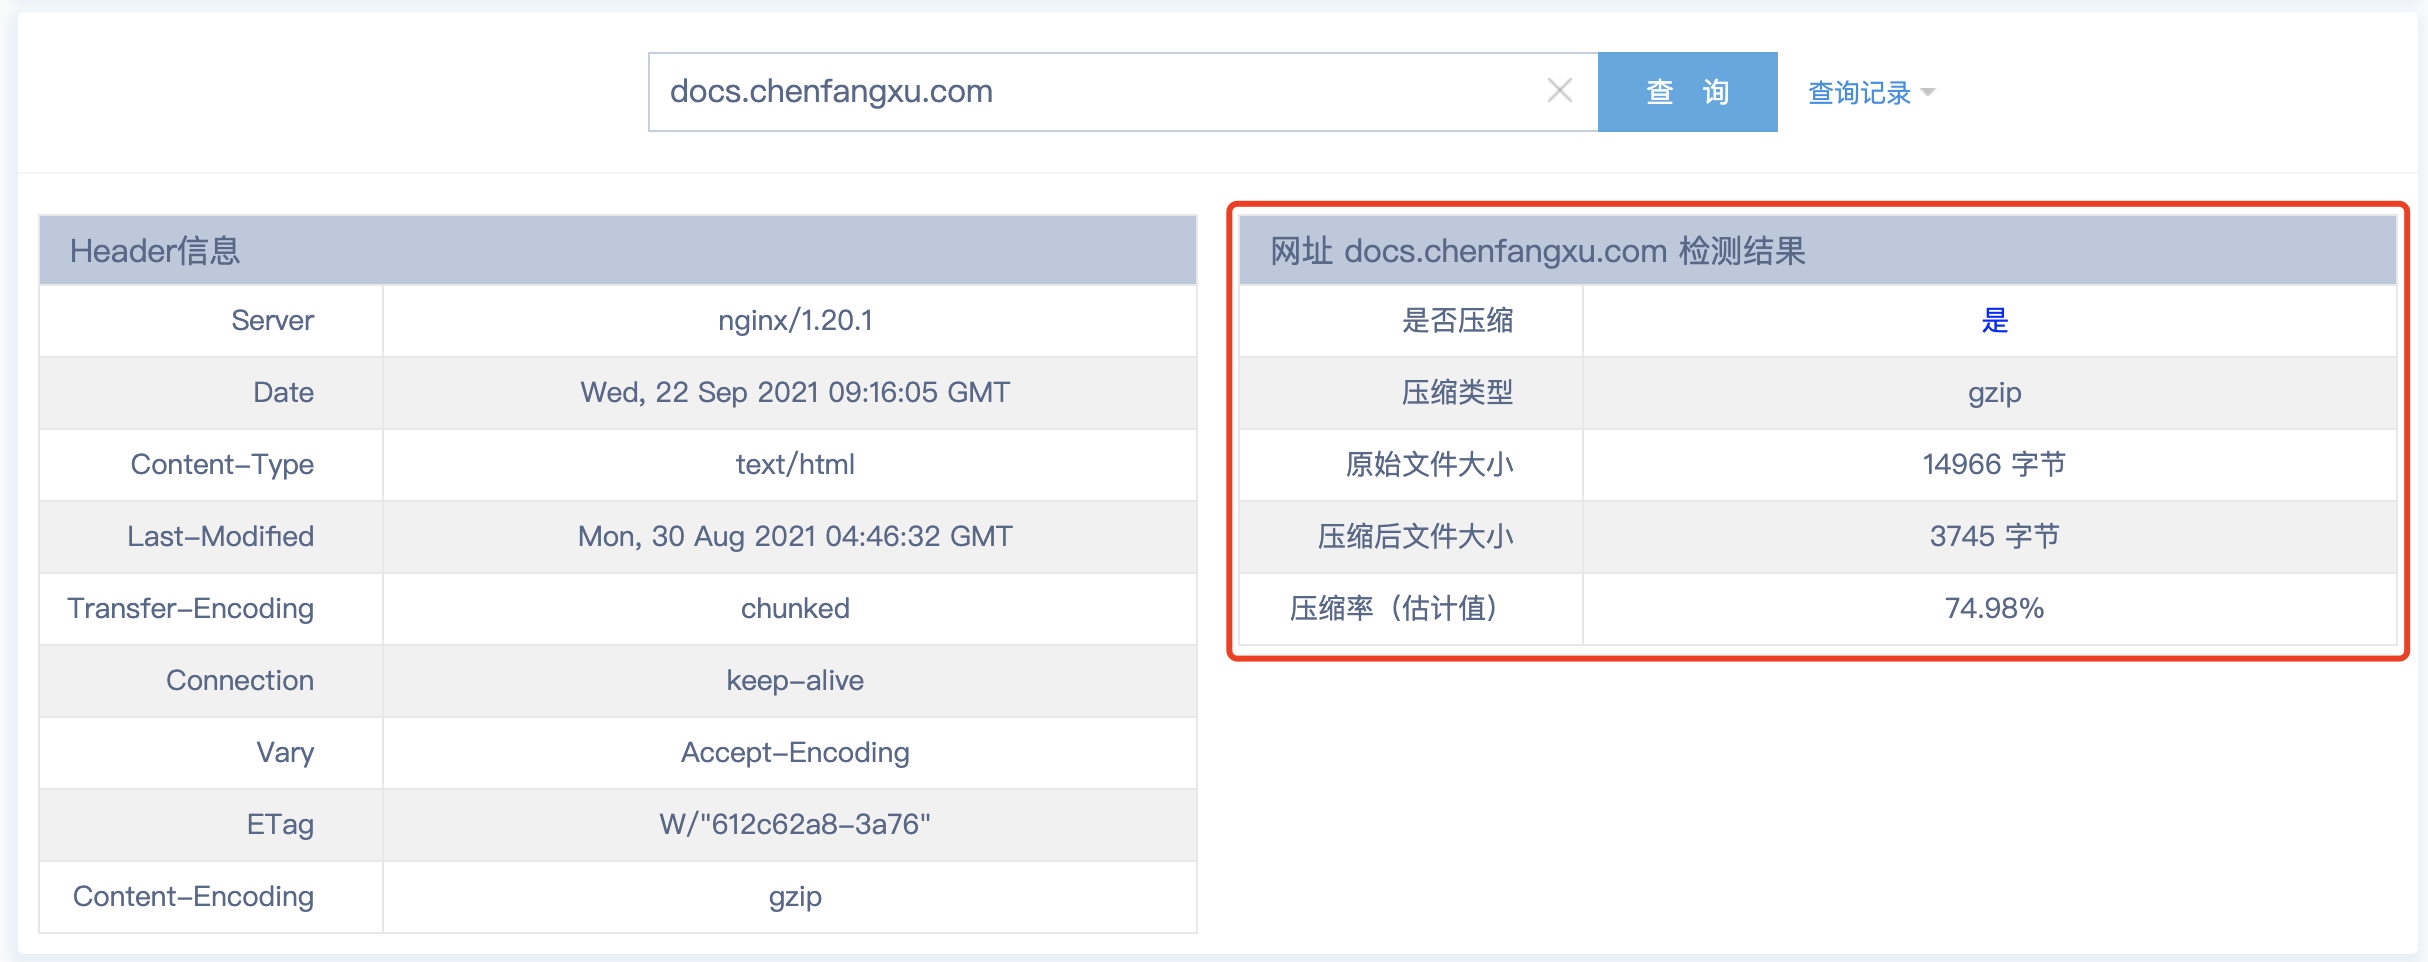 docs.chenfangxu.com
查 询
查询记录
Header信息
Server nginx/1.20.1
Date Wed, 22 Sep 2021 09:16:05 GMT
Content-Type text/html
Last-Modified Mon, 30 Aug 2021 04:46:32 GMT
Transfer-Encoding chunked
Connection keep-alive
Vary Accept-Encoding
ETag W/"612c62a8-3a76"
Content-Encoding gzip
网址 docs.chenfangxu.com 检测结果
是否压缩 是
压缩类型 gzip
原始文件大小 14966 字节
压缩后文件大小 3745 字节
压缩率（估计值） 74.98%